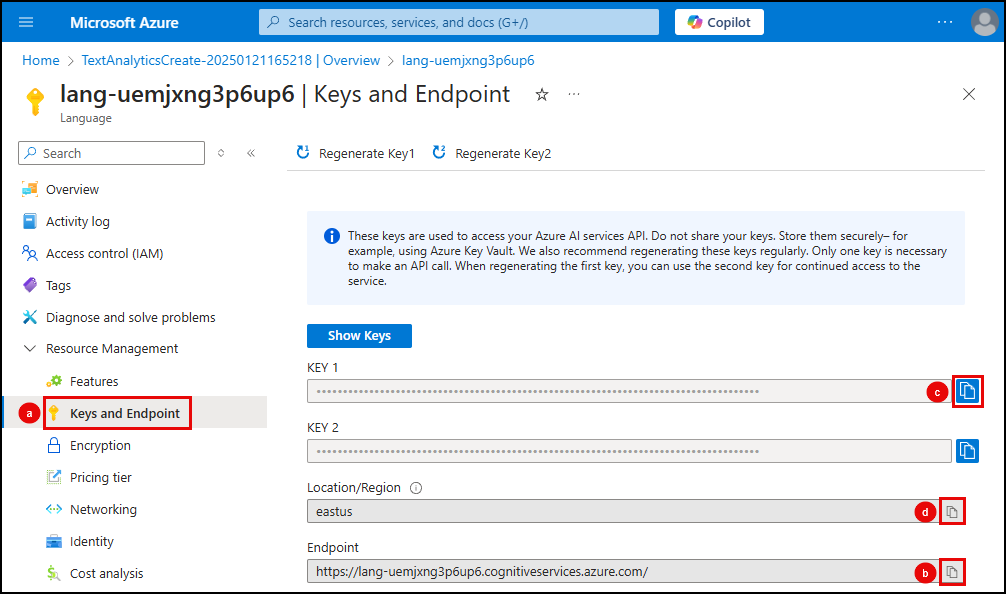 Microsoft Azure
Search resources, services, and docs (G+/)
Copilot
Home > TextAnalyticsCreate-20250121165218 | Overview > lang-uemjxng3p6up6
lang-uemjxng3p6up6 | Keys and Endpoint
Language
Search
Regenerate Key1
Regenerate Key2
Overview
Activity log
Access control (IAM)
Tags
Diagnose and solve problems
Resource Management
Features
a
Keys and Endpoint
Encryption
Pricing tier
Networking
Identity
Cost analysis
These keys are used to access your Azure AI services API. Do not share your keys. Store them securely– for
example, using Azure Key Vault. We also recommend regenerating these keys regularly. Only one key is necessary
to make an API call. When regenerating the first key, you can use the second key for continued access to the
service.
Show Keys
KEY 1
c
KEY 2
Location/Region
eastus
d
Endpoint
https://lang-uemjxng3p6up6.cognitiveservices.azure.com/
b